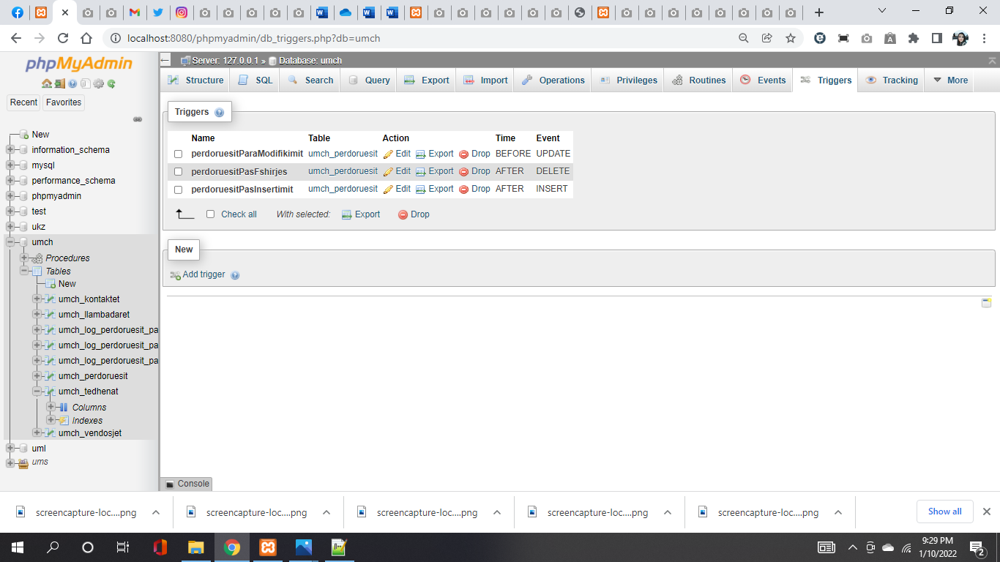 localhost:8080/phpmyadmin/db_triggers.php?db=umch
phpMyAdmin
Recent Favorites
New
information_schema
mysql
performance_schema
phpmyadmin
test
ukz
umch
Procedures
Tables
New
umch_kontaktet
umch_llambadaret
umch_log_perdoruesit_pa
umch_log_perdoruesit_pa
umch_log_perdoruesit_pa
umch_perdoruesit
umch_tedhenat
Columns
Indexes
umch_vendosjet
uml
ums
Server: 127.0.0.1 » Database: umch
Structure SQL Search Query Export Import Operations Privileges Routines Events Triggers Tracking More
Triggers
Name Table Action Time Event
perdoruesitParaModifikimit umch_perdoruesit Edit Export Drop BEFORE UPDATE
perdoruesitPasFshirjes umch_perdoruesit Edit Export Drop AFTER DELETE
perdoruesitPasInsertimit umch_perdoruesit Edit Export Drop AFTER INSERT
Check all With selected: Export Drop
New
Add trigger
Console
screencapture-loc....png screencapture-loc....png screencapture-loc....png screencapture-loc....png screencapture-loc....png Show all
9:29 PM
1/10/2022
2